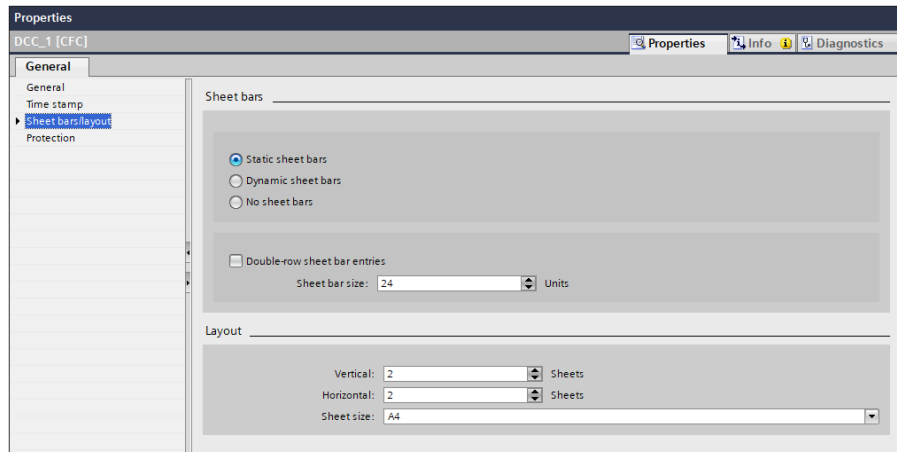 Properties
DCC_1 [CFC]
Properties Info Diagnostics
General
General
Time stamp
Sheet bars/layout
Protection
Sheet bars
Static sheet bars
Dynamic sheet bars
No sheet bars
Double-row sheet bar entries
Sheet bar size: 24 Units
Layout
Vertical: 2 Sheets
Horizontal: 2 Sheets
Sheet size: A4